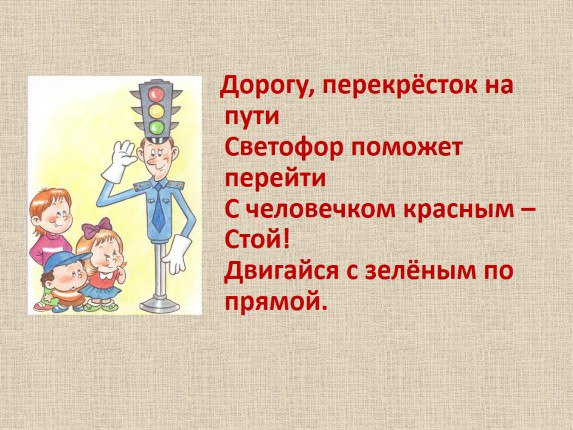 Дорогу, перекрёсток на
пути
Светофор поможет
перейти
С человечком красным –
Стой!
Двигайся с зелёным по
прямой.